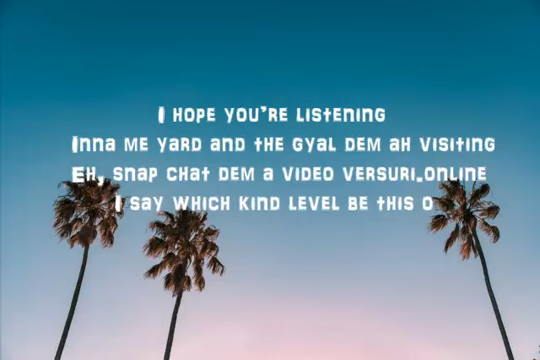 I hope you're listening
Inna me yard and the gyal dem ah visiting
Eh, snap chat dem a video versuri.online
I say which kind level be this o